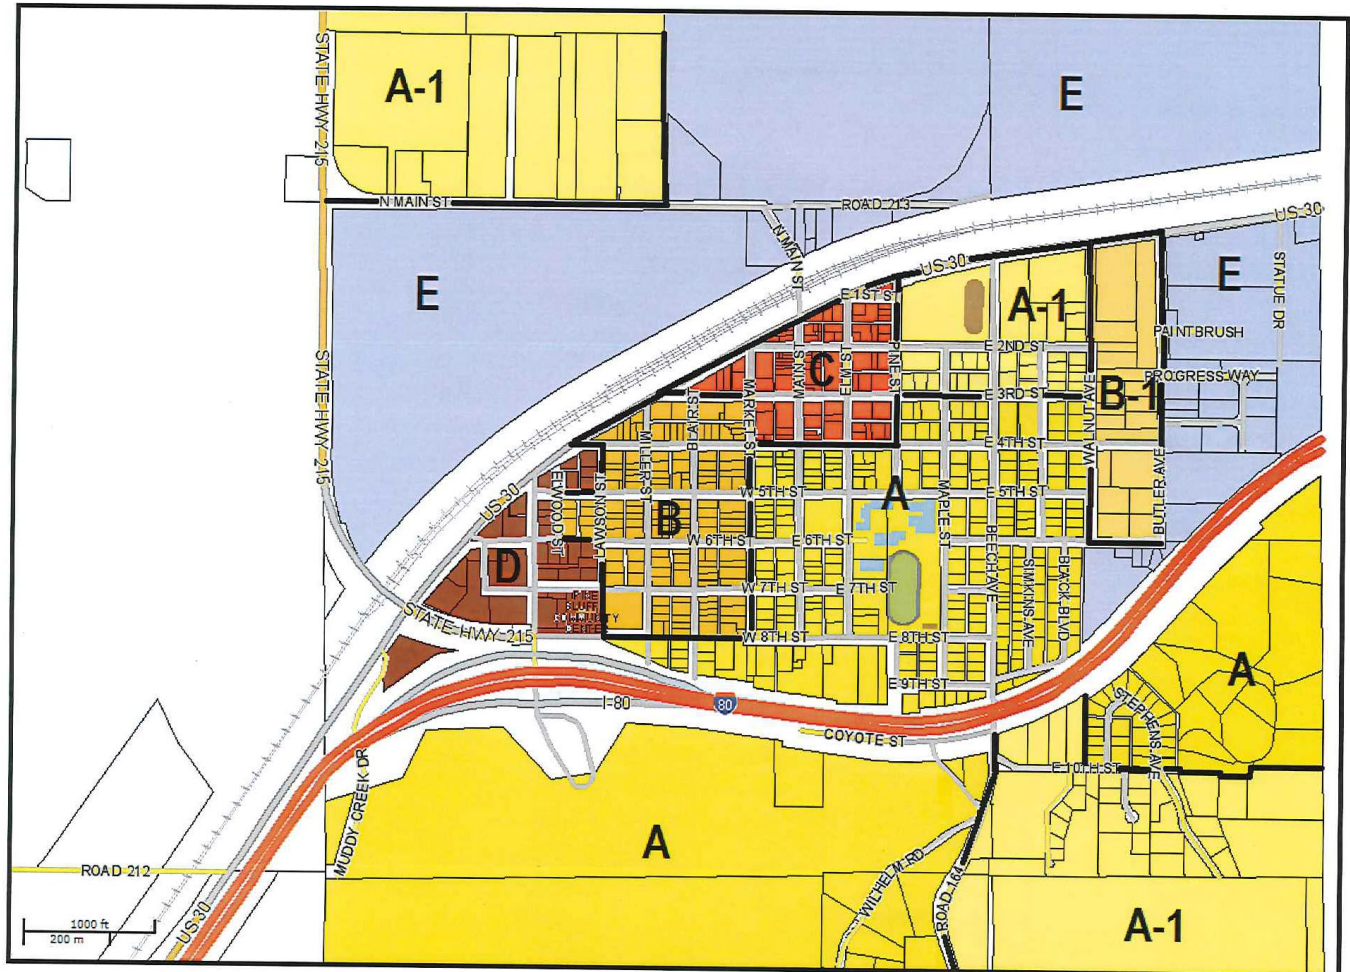 A-1
E
STATE HWY 215
N MAIN ST
ROAD 213
N MAIN ST
US 30
E
US 30
E
STATUE DR
E 1ST S
A-1
PAINTBRUSH
STATE HWY 215
MAIN ST
ELM ST
PINE ST
E 2ND ST
C
PROGRESS WAY
MARKET ST
BLAIR ST
E 3RD ST
WALNUT AVE
B-1
MILLER ST
E 4TH ST
BUTLER AVE
US 30
ELWOOD ST
LAWSON ST
B
W 5TH ST
A
MAPLE ST
E 5TH ST
W 6TH ST
E 6TH ST
BEECH AVE
D
W 7TH ST
E 7TH ST
SIMKINS AVE
BLACK BLVD
PINE
BLUFF
COMMUNITY
CENTER
STATE HWY 215
W 8TH ST
E 8TH ST
A
E 9TH ST
STEPHENS AVE
I-80
80
COYOTE ST
E 10TH ST
MUDDY CREEK DR
A
ROAD 212
WILHELM RD
ROAD 164
A-1
1000 ft
200 m
US 30